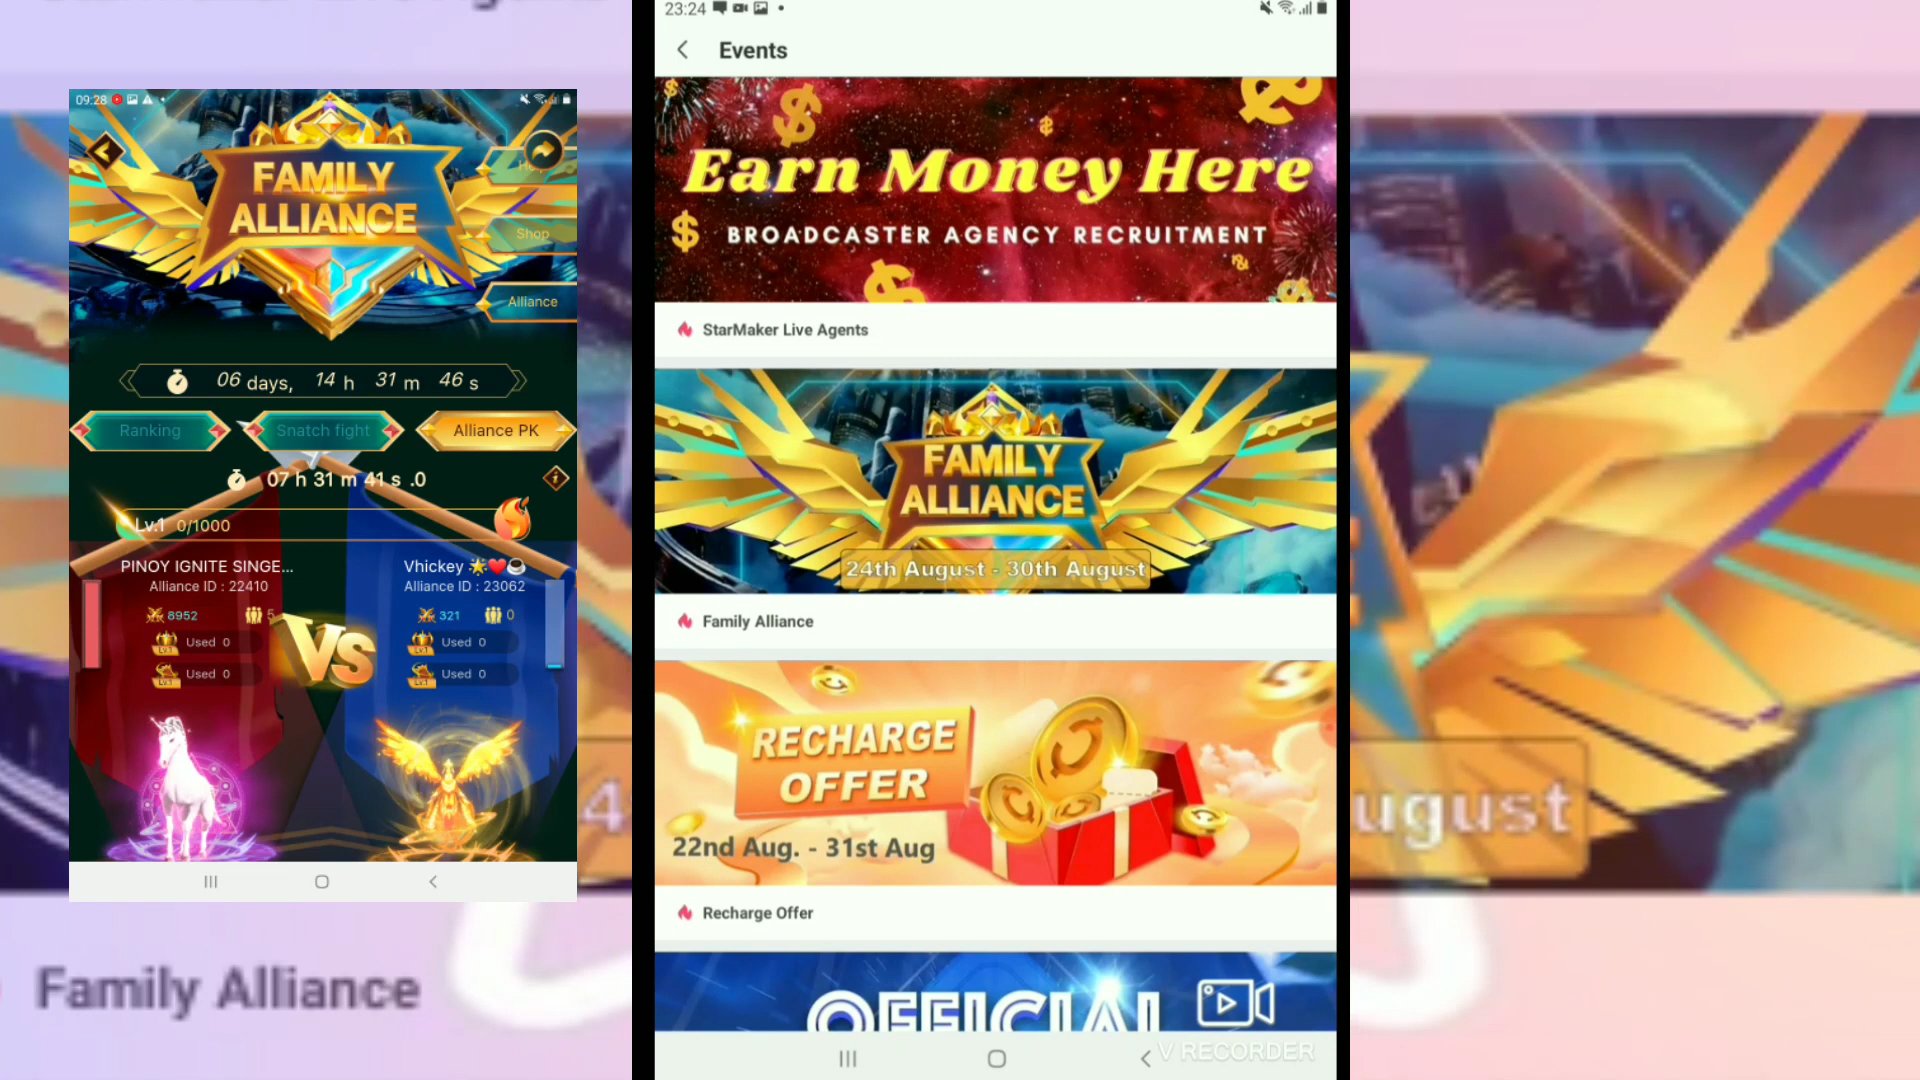 09:28
FAMILY
ALLIANCE
Shop
Alliance
06 days, 14 h 31 m 46 s
Ranking
Snatch fight
Alliance PK
07 h 31 m 41 s .0
Lv.1 0/1000
PINOY IGNITE SINGE...
Alliance ID : 22410
8952 5
Used 0
Used 0
VS
Vhickey 🌟❤️☕
Alliance ID : 23062
321 0
Used 0
Used 0
23:24
Events
Earn Money Here
BROADCASTER AGENCY RECRUITMENT
StarMaker Live Agents
FAMILY
ALLIANCE
24th August - 30th August
Family Alliance
RECHARGE
OFFER
22nd Aug. - 31st Aug
Recharge Offer
OFFICIAL
V RECORDER
Family Alliance
4
ugust